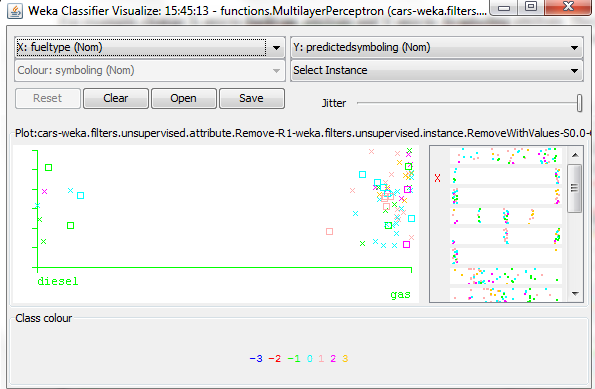 Weka Classifier Visualize: 15:45:13 - functions.MultilayerPerceptron (cars-weka.filters....
X: fueltype (Nom)
Y: predictedsymboling (Nom)
Colour: symboling (Nom)
Select Instance
Reset
Clear
Open
Save
Jitter
Plot:cars-weka.filters.unsupervised.attribute.Remove-R1-weka.filters.unsupervised.instance.RemoveWithValues-S0.0-
X
diesel
gas
Class colour
-3 -2 -1 0 1 2 3